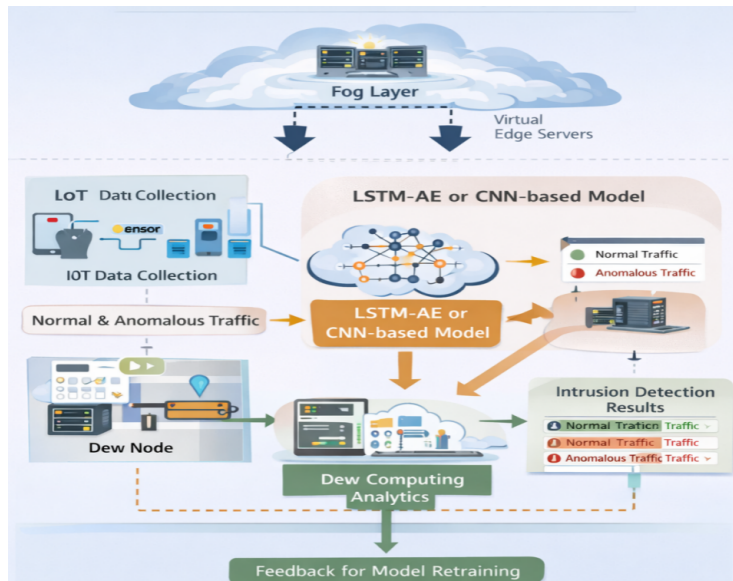 Fog Layer
Virtual
Edge Servers
LoT Datı Collection
ensor
I0T Data Collection
LSTM-AE or CNN-based Model
Normal Traffic
Anomalous Traffic
Normal & Anomalous Traffic
LSTM-AE or
CNN-based Model
Dew Node
Intrusion Detection
Results
Normal Traticn Traffic
Normal Traffic Traffic
Anomalous Traffic Traffic
Dew Computing
Analytics
Feedback for Model Retraining